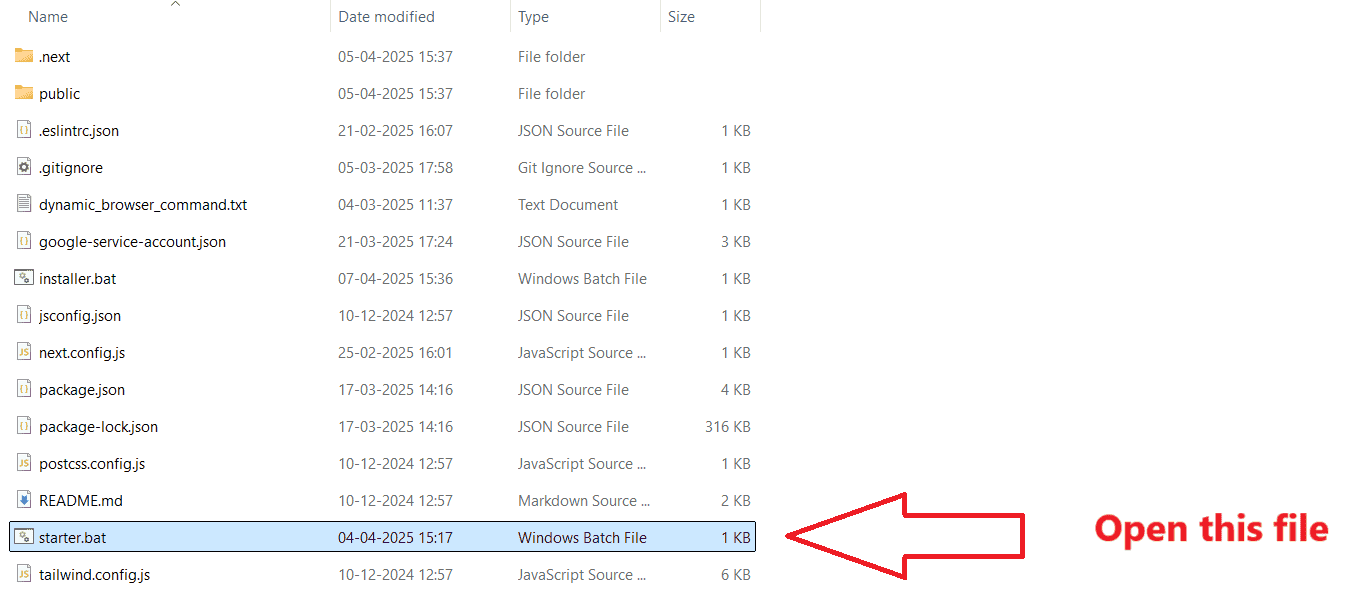 Name Date modified Type Size
.next 05-04-2025 15:37 File folder
public 05-04-2025 15:37 File folder
.eslintrc.json 21-02-2025 16:07 JSON Source File 1 KB
.gitignore 05-03-2025 17:58 Git Ignore Source ... 1 KB
dynamic_browser_command.txt 04-03-2025 11:37 Text Document 1 KB
google-service-account.json 21-03-2025 17:24 JSON Source File 3 KB
installer.bat 07-04-2025 15:36 Windows Batch File 1 KB
jsconfig.json 10-12-2024 12:57 JSON Source File 1 KB
next.config.js 25-02-2025 16:01 JavaScript Source ... 1 KB
package.json 17-03-2025 14:16 JSON Source File 4 KB
package-lock.json 17-03-2025 14:16 JSON Source File 316 KB
postcss.config.js 10-12-2024 12:57 JavaScript Source ... 1 KB
README.md 10-12-2024 12:57 Markdown Source ... 2 KB
starter.bat 04-04-2025 15:17 Windows Batch File 1 KB Open this file
tailwind.config.js 10-12-2024 12:57 JavaScript Source ... 6 KB